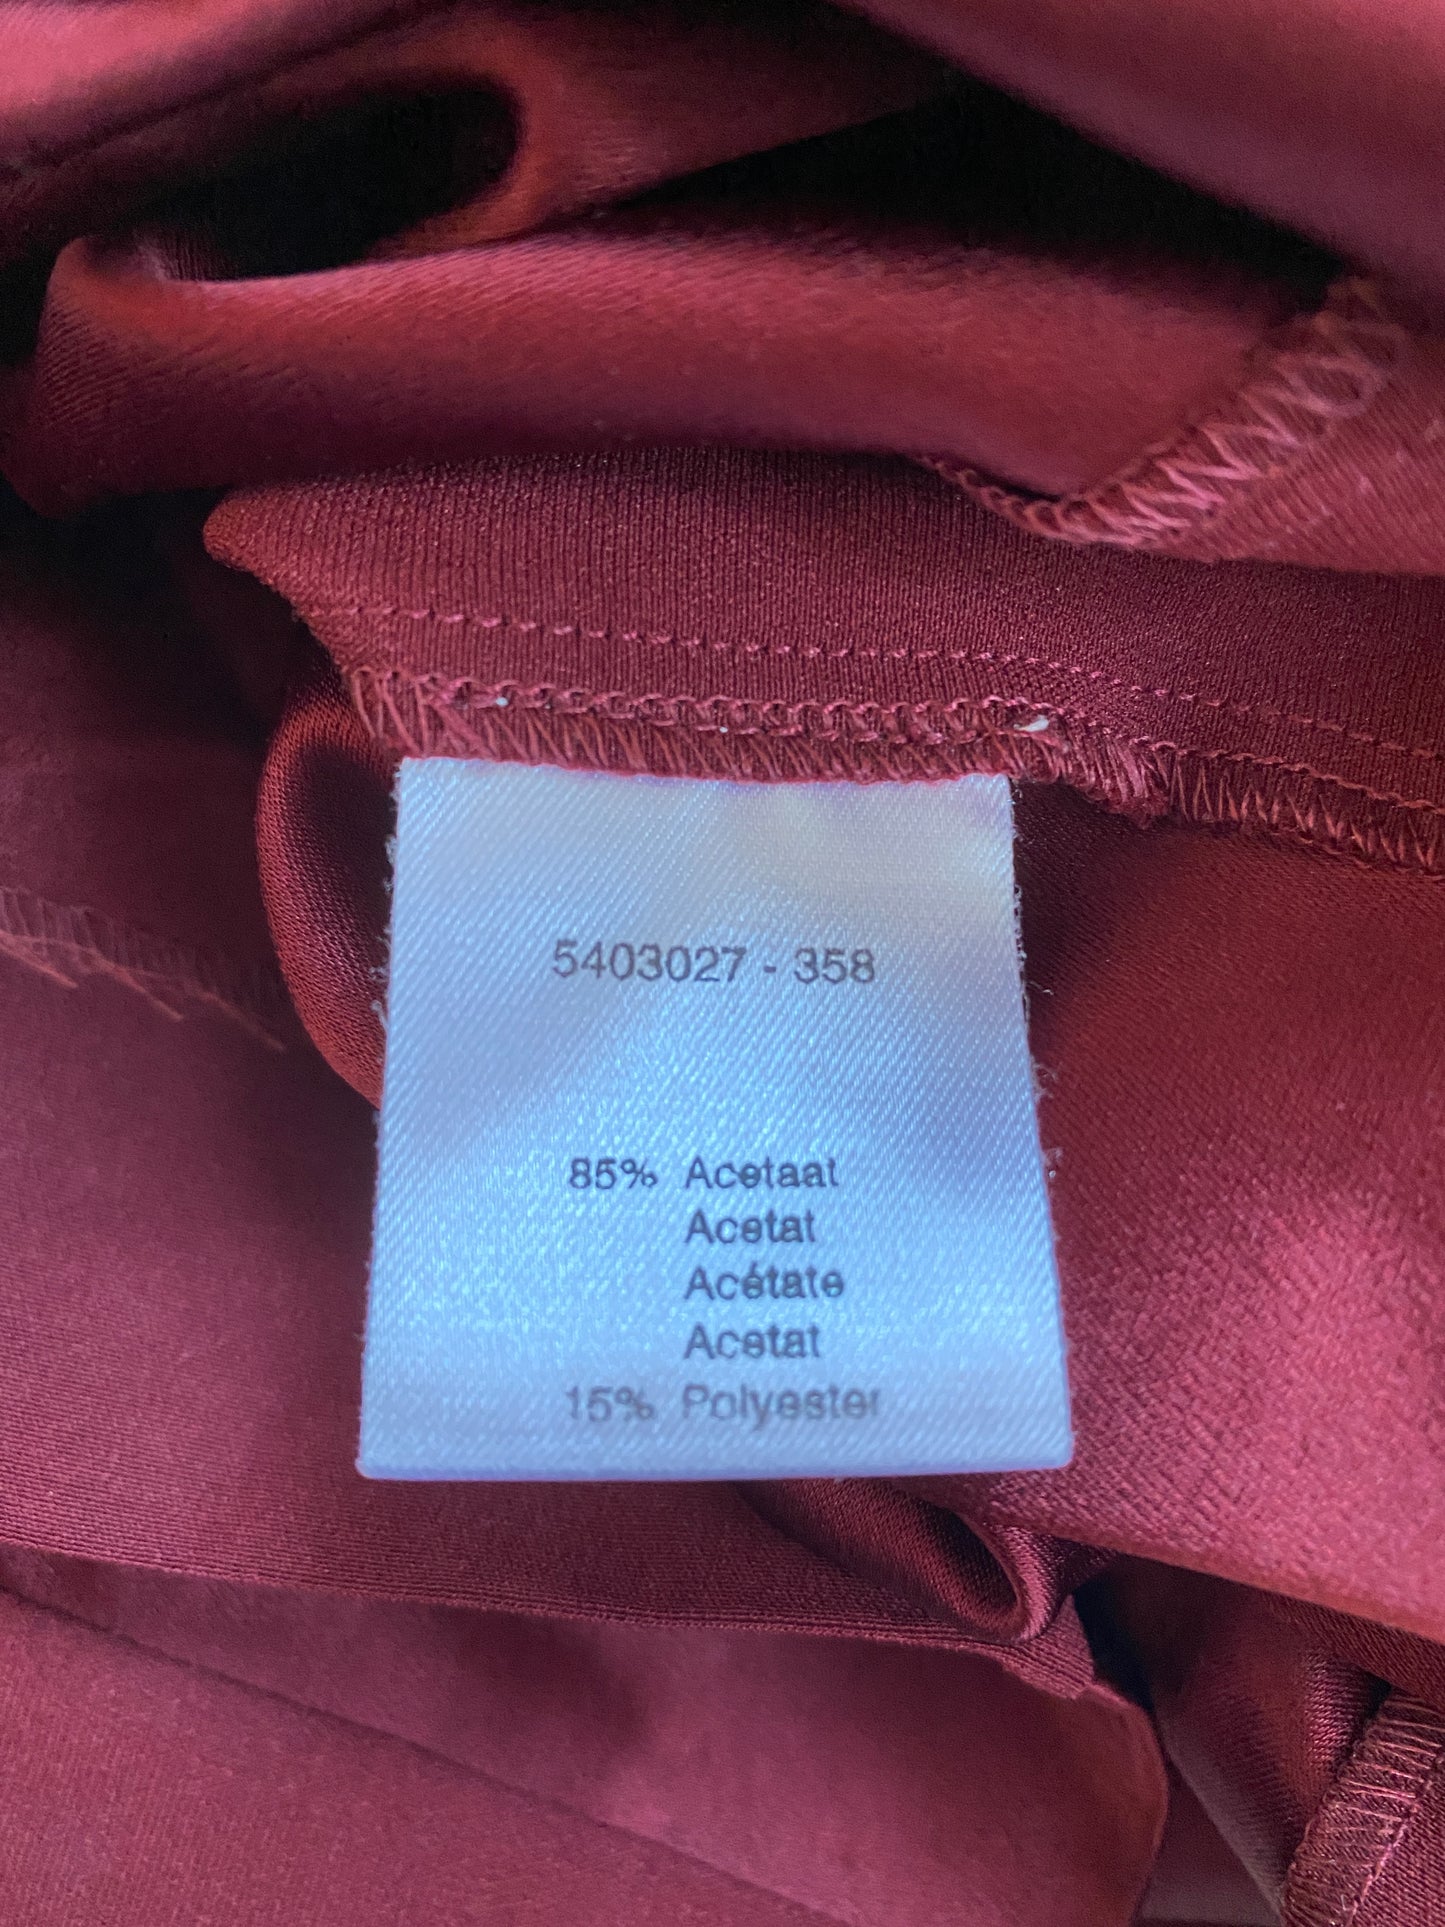 5403027 - 358
85% Acetaat
Acetat
Acétate
Acetat
15% Polyester